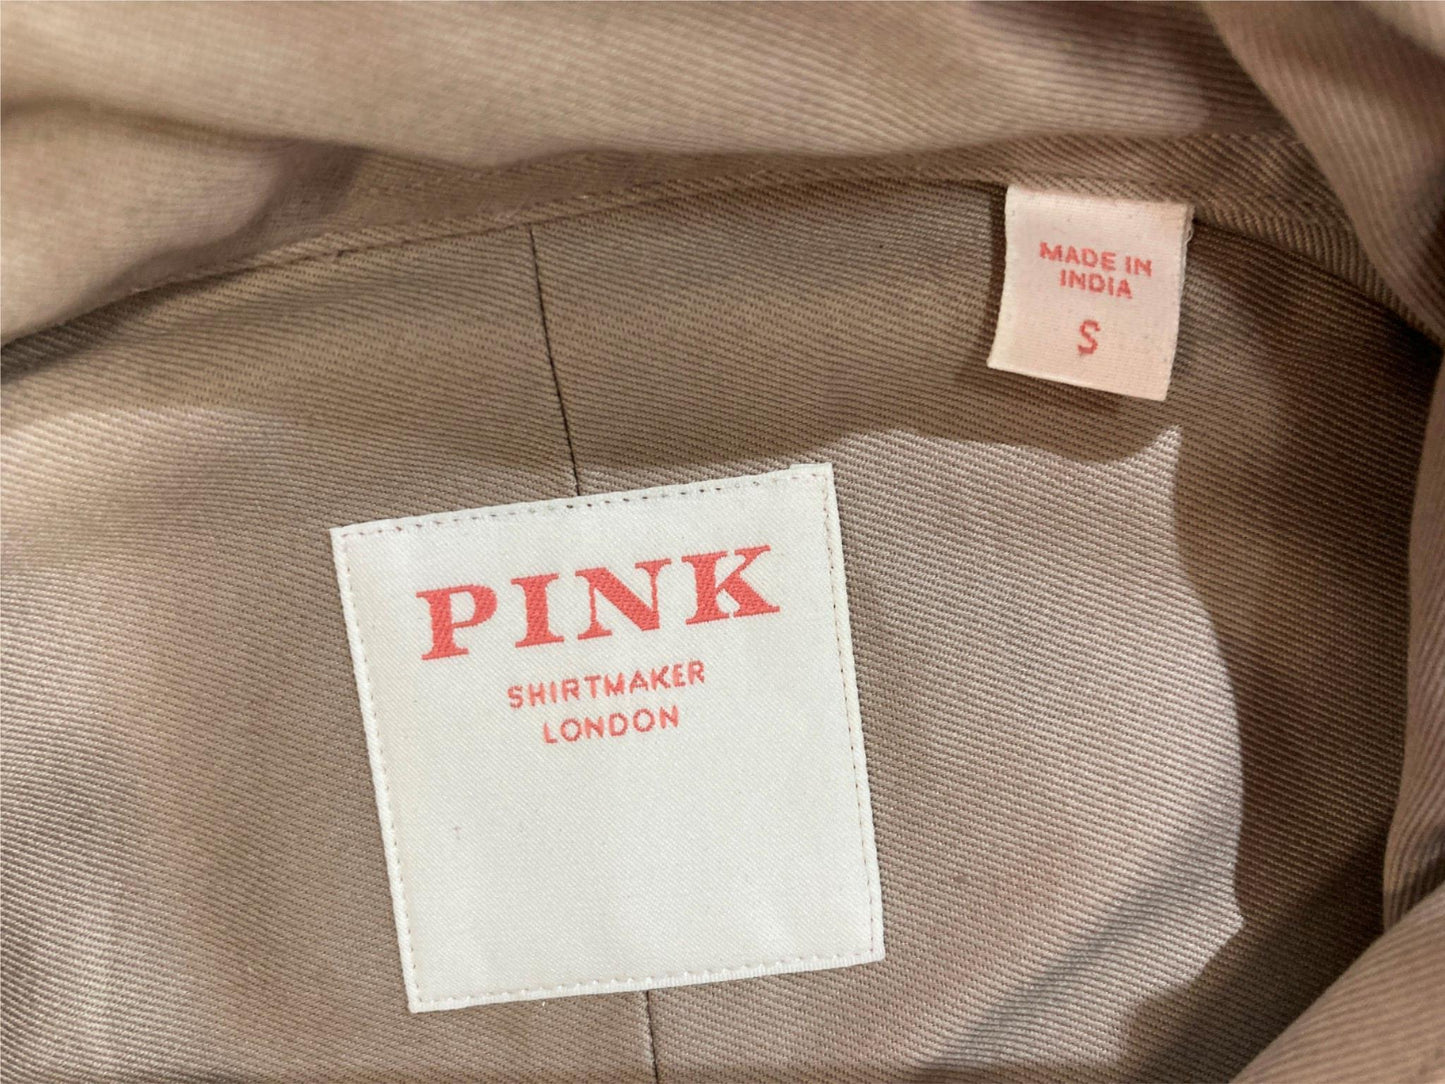 MADE IN
INDIA
S
PINK
SHIRTMAKER
LONDON